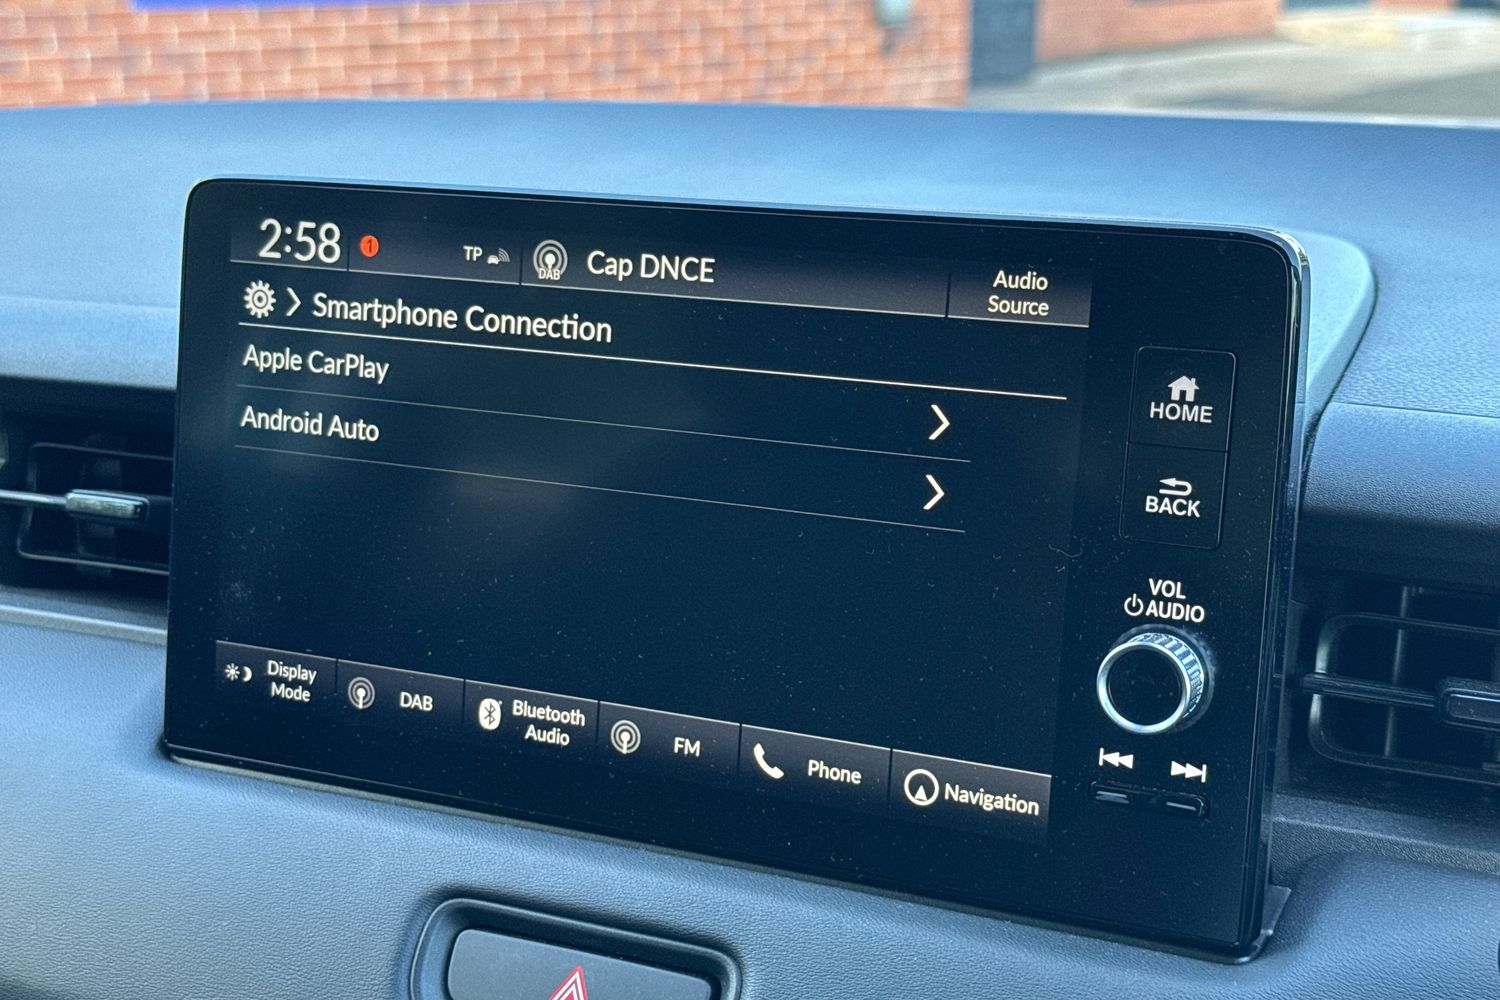 2:58
1
TP
DAB
Cap DNCE
Audio
Source
Smartphone Connection
Apple CarPlay
Android Auto
HOME
BACK
VOL
AUDIO
Display
Mode
DAB
Bluetooth
Audio
FM
Phone
Navigation